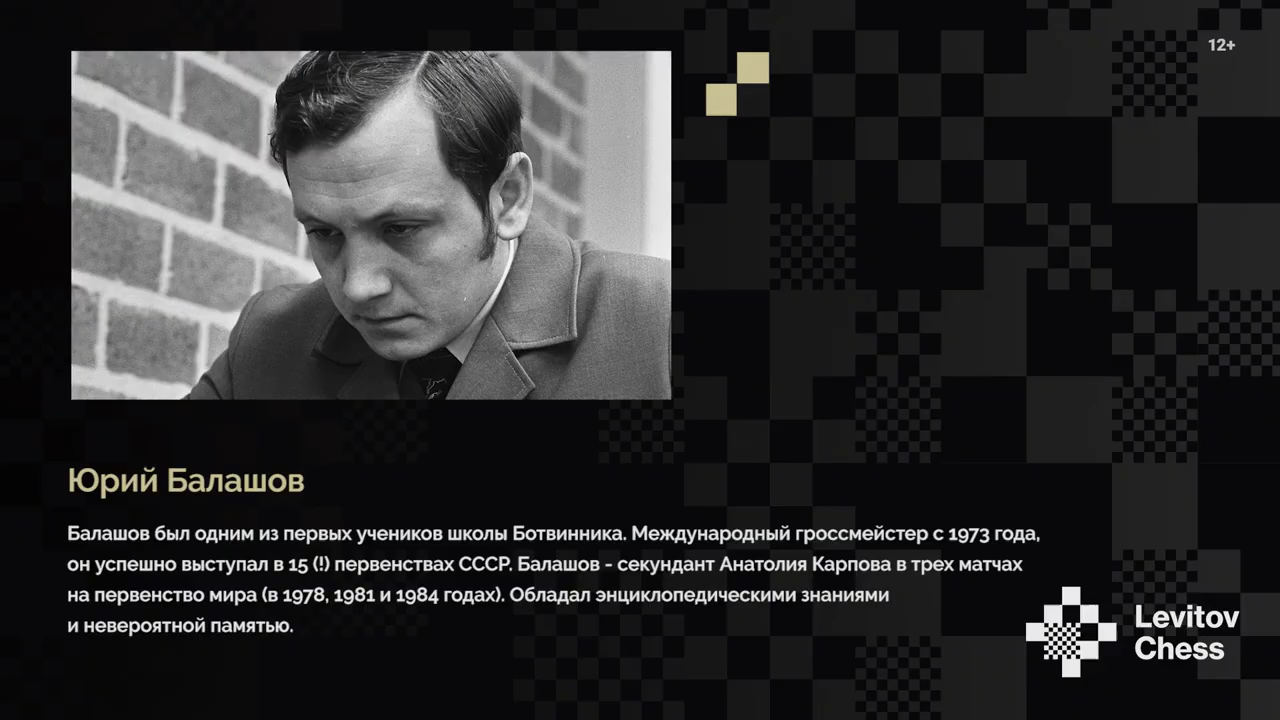 12+
Юрий Балашов
Балашов был одним из первых учеников школы Ботвинника. Международный гроссмейстер с 1973 года,
он успешно выступал в 15 (!) первенствах СССР. Балашов - секундант Анатолия Карпова в трех матчах
на первенство мира (в 1978, 1981 и 1984 годах). Обладал энциклопедическими знаниями
и невероятной памятью.
Levitov
Chess